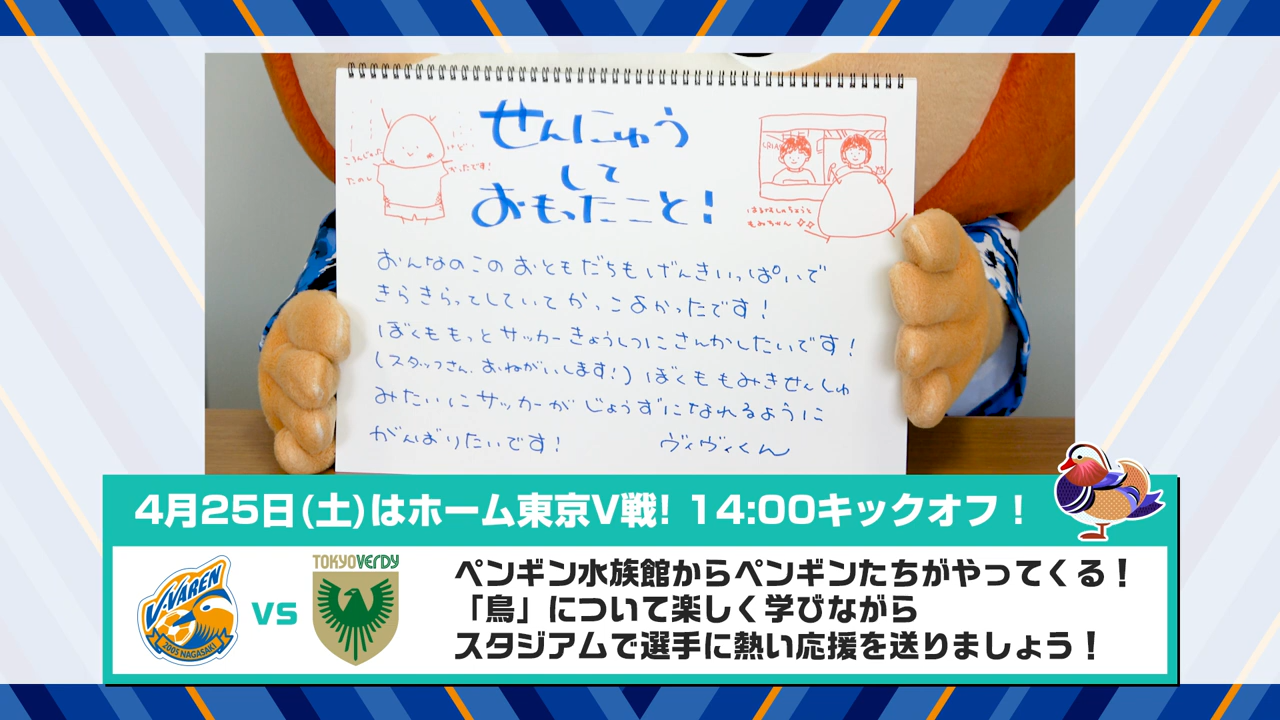 せんにゅう
して
おもったこと!
おんなのこのおともだちもげんきいっぱいで
きらきらってしていてかっこよかったです!
ぼくももっとサッカーきょうしつにさんかしたいです!
(スタッフさん、おねがいします!)ぼくももみきせんしゅ
みたいにサッカーがじょうずになれるように
がんばりたいです!
ヴィヴィくん
4月25日(土)はホーム東京V戦! 14:00キックオフ!
V・VAREN
2005 NAGASAKI
VS
TOKYO VERDY
ペンギン水族館からペンギンたちがやってくる!
「鳥」について楽しく学びながら
スタジアムで選手に熱い応援を送りましょう!